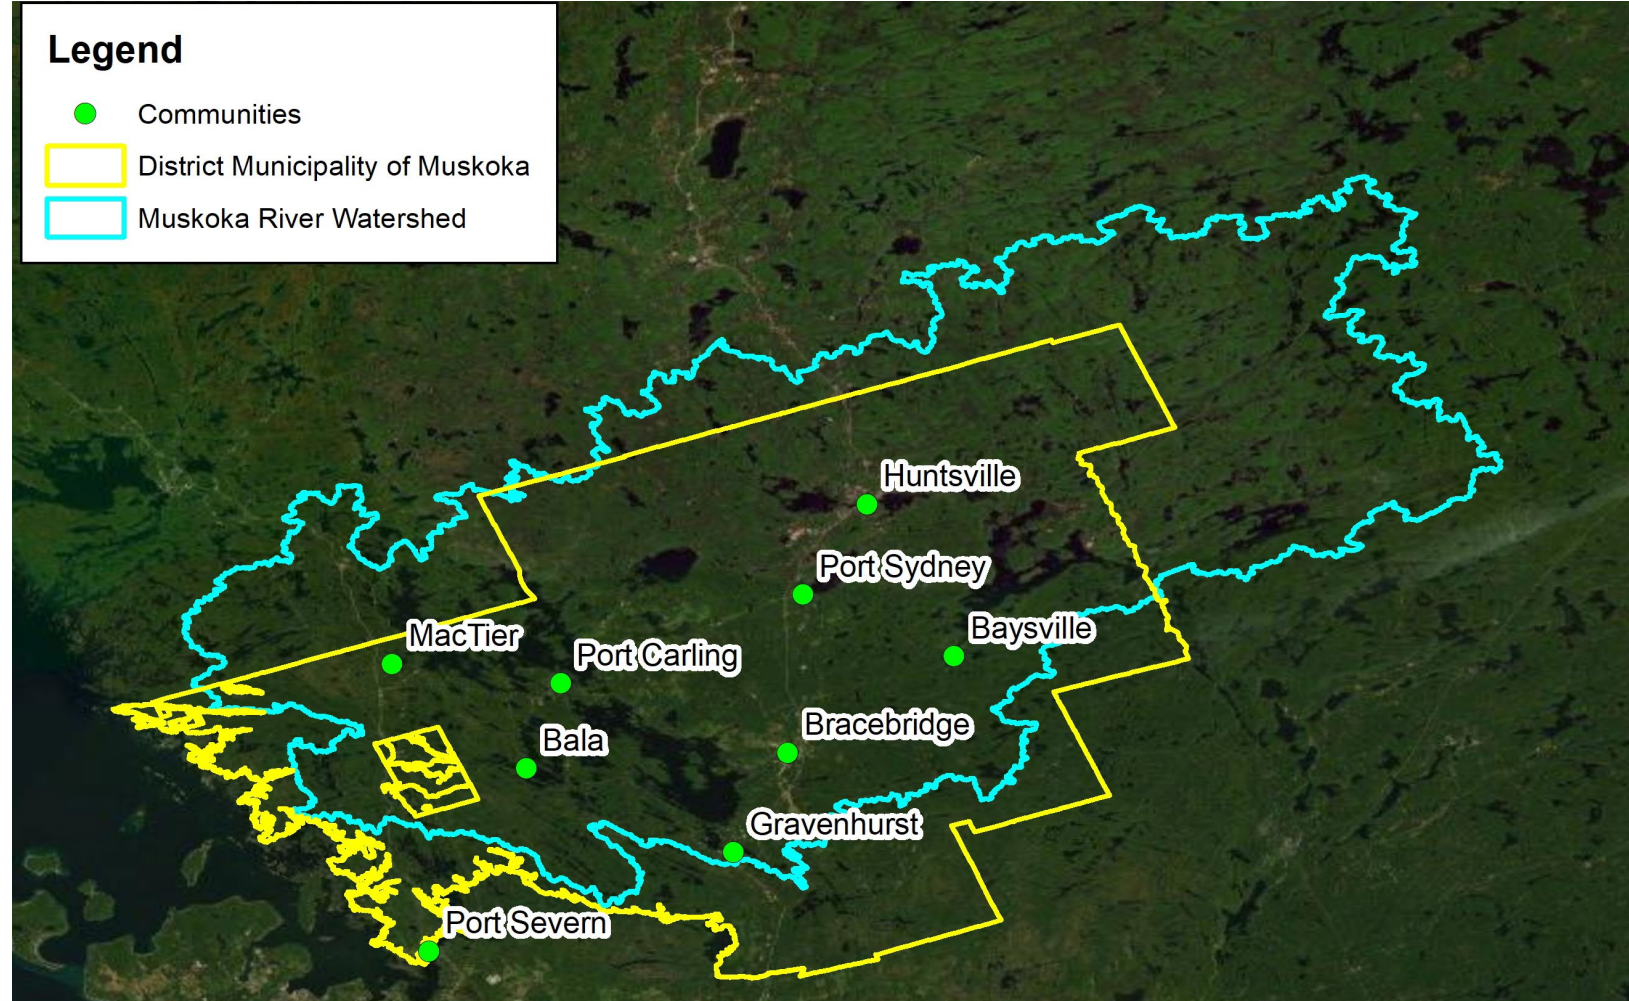 Legend
Communities
District Municipality of Muskoka
Muskoka River Watershed
Huntsville
Port Sydney
Baysville
MacTier
Port Carling
Bracebridge
Bala
Gravenhurst
Port Severn